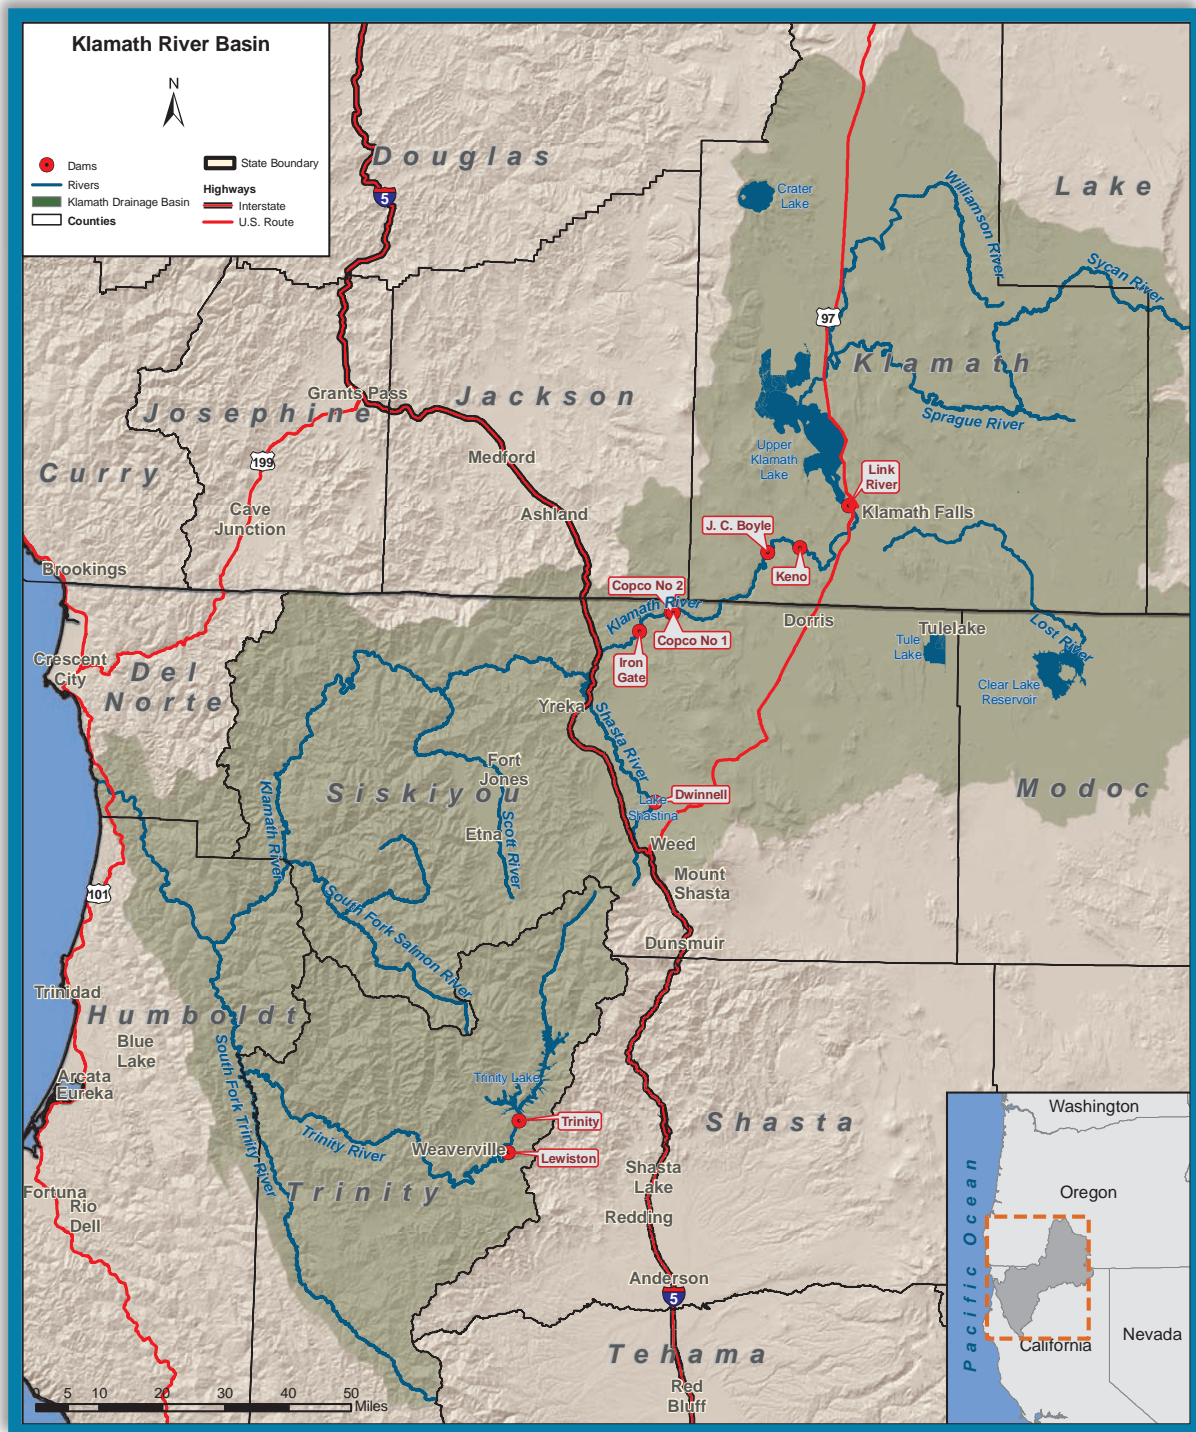 Klamath River Basin
N
Dams
Rivers
Klamath Drainage Basin
Counties
State Boundary
Highways
Interstate
U.S. Route
Douglas
5
Lake
Crater
Lake
Williamson River
Sycan River
97
Klamath
Grants Pass
Josephine
Jackson
Sprague River
Curry
199
Medford
Upper
Klamath
Lake
Link
River
Cave
Junction
Ashland
Klamath Falls
J. C. Boyle
Keno
Brookings
Copco No 2
Klamath River
Copco No 1
Dorris
Tulelake
Tule
Lake
Lost River
Iron
Gate
Crescent
City
Del
Norte
Clear Lake
Reservoir
Yreka
Shasta River
Fort
Jones
Klamath River
Siskiyou
Dwinnell
Lake
Shastina
Modoc
Etna
Scott River
Weed
Mount
Shasta
101
South Fork Salmon River
Dunsmuir
Trinidad
Humboldt
Blue
Lake
South Fork Trinity River
Arcata
Eureka
Trinity Lake
Trinity
Trinity River
Weaverville
Lewiston
Shasta
Fortuna
Rio
Dell
Trinity
Shasta
Lake
Redding
Anderson
5
Tehama
Red
Bluff
0 5 10 20 30 40 50
Miles
Washington
Oregon
Pacific Ocean
California
Nevada